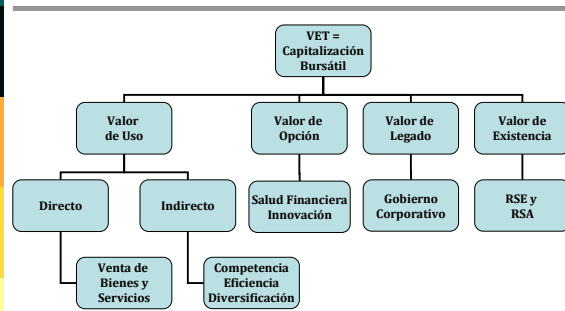 VET =
Capitalización
Bursátil
Valor
de Uso
Valor de
Opción
Valor de
Legado
Valor de
Existencia
Directo
Indirecto
Salud Financiera
Innovación
Gobierno
Corporativo
RSE y
RSA
Venta de
Bienes y
Servicios
Competencia
Eficiencia
Diversificación